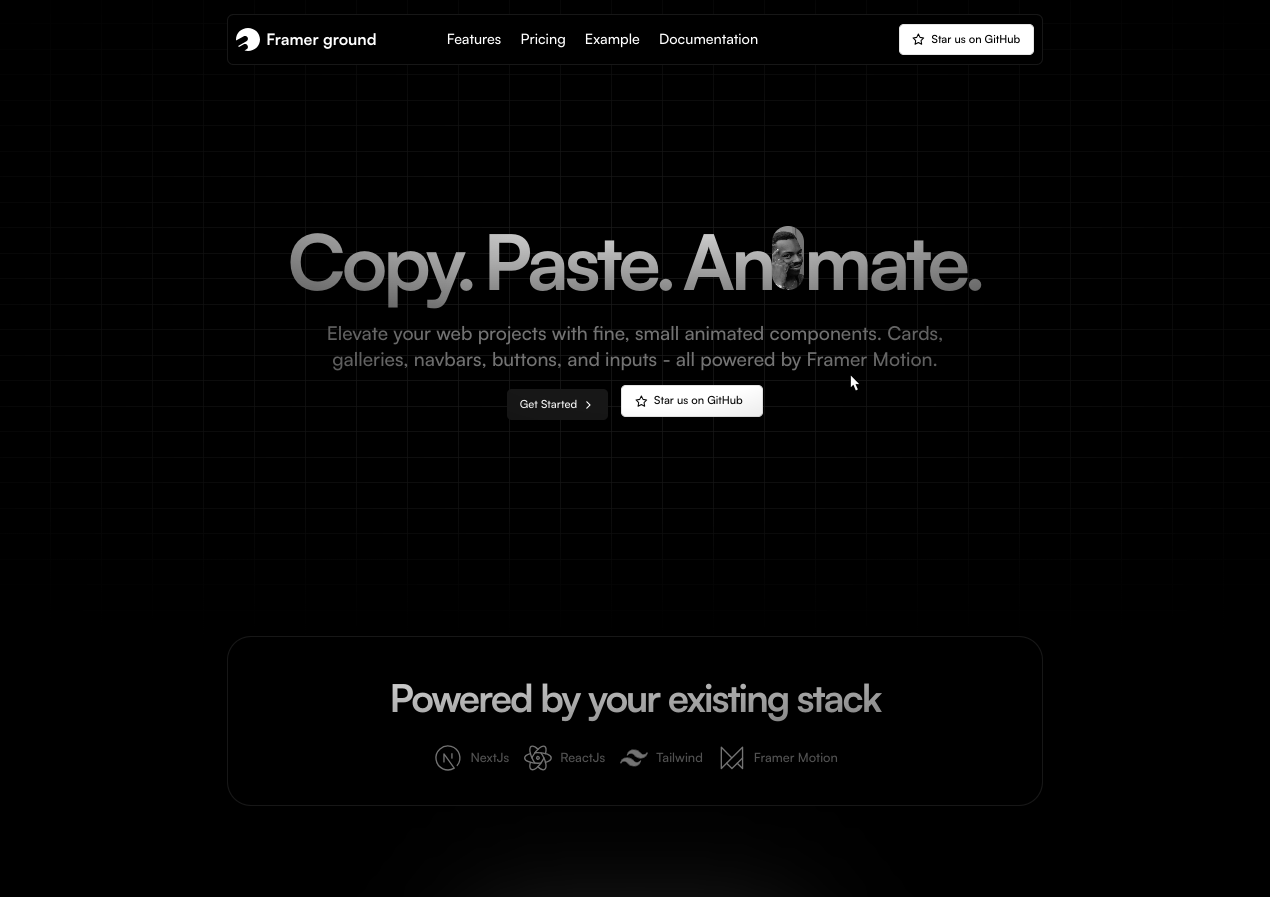 Framer ground
Features Pricing Example Documentation
Star us on GitHub
Copy. Paste. Animate.
Elevate your web projects with fine, small animated components. Cards,
galleries, navbars, buttons, and inputs - all powered by Framer Motion.
Get Started
Star us on GitHub
Powered by your existing stack
NextJs ReactJs Tailwind Framer Motion